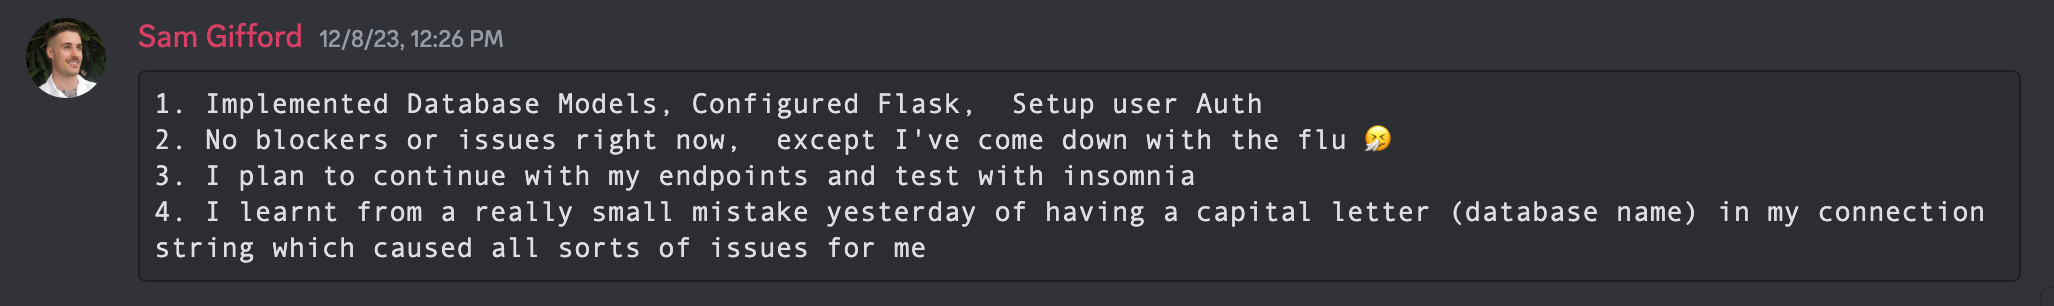 Sam Gifford 12/8/23, 12:26 PM
1. Implemented Database Models, Configured Flask,  Setup user Auth
2. No blockers or issues right now,  except I've come down with the flu 🤧
3. I plan to continue with my endpoints and test with insomnia
4. I learnt from a really small mistake yesterday of having a capital letter (database name) in my connection
string which caused all sorts of issues for me